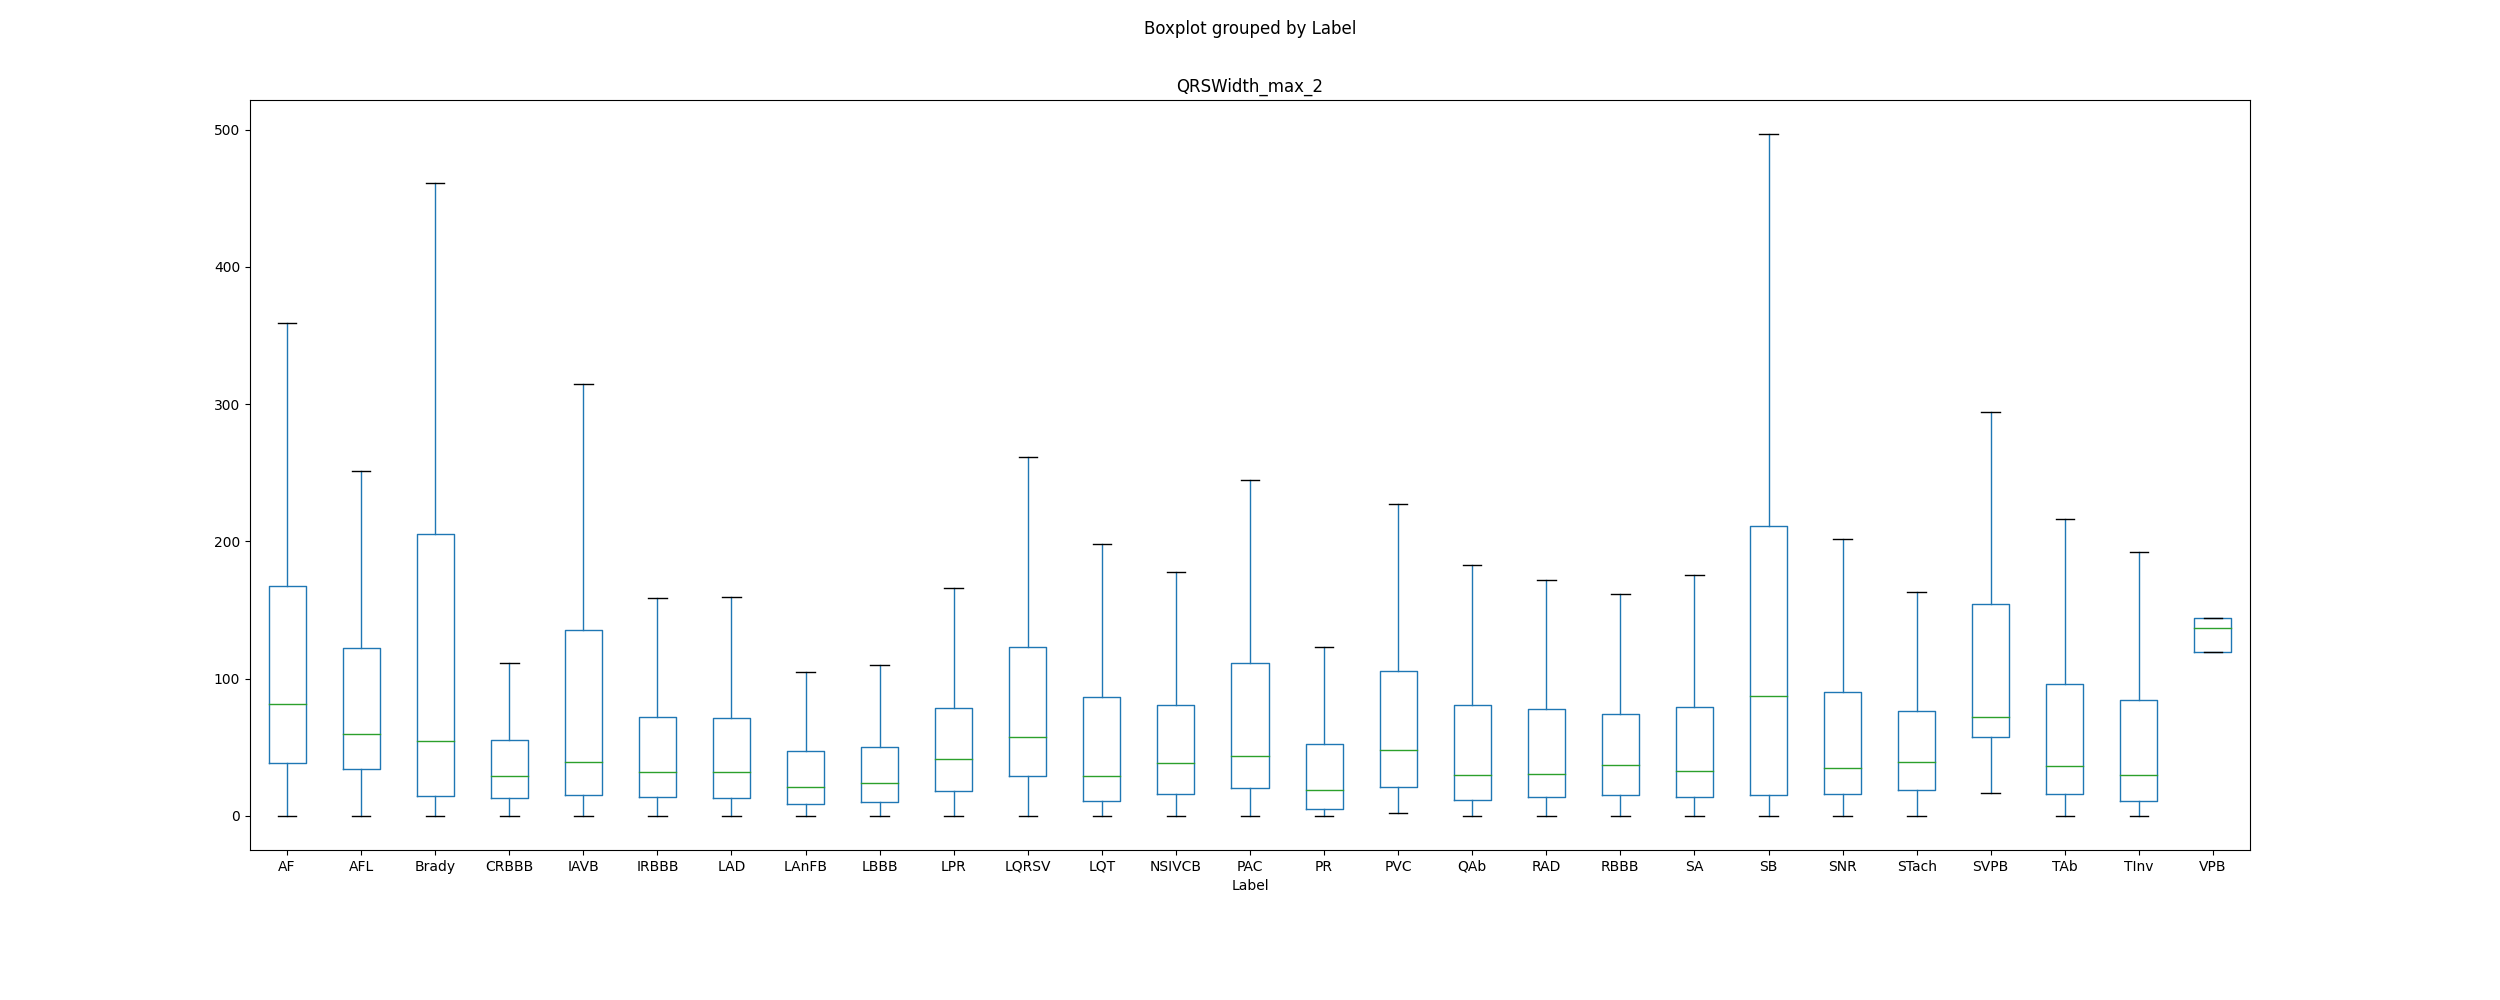 Boxplot grouped by Label
QRSWidth_max_2
500
400
300
200
100
0
AF AFL Brady CRBBB IAVB IRBBB LAD LAnFB LBBB LPR LQRSV LQT NSIVCB PAC PR PVC QAb RAD RBBB SA SB SNR STach SVPB TAb TInv VPB
Label